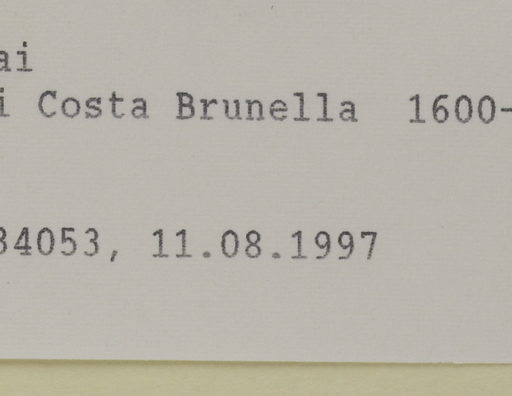 ai
i Costa Brunella 1600-
34053, 11.08.1997